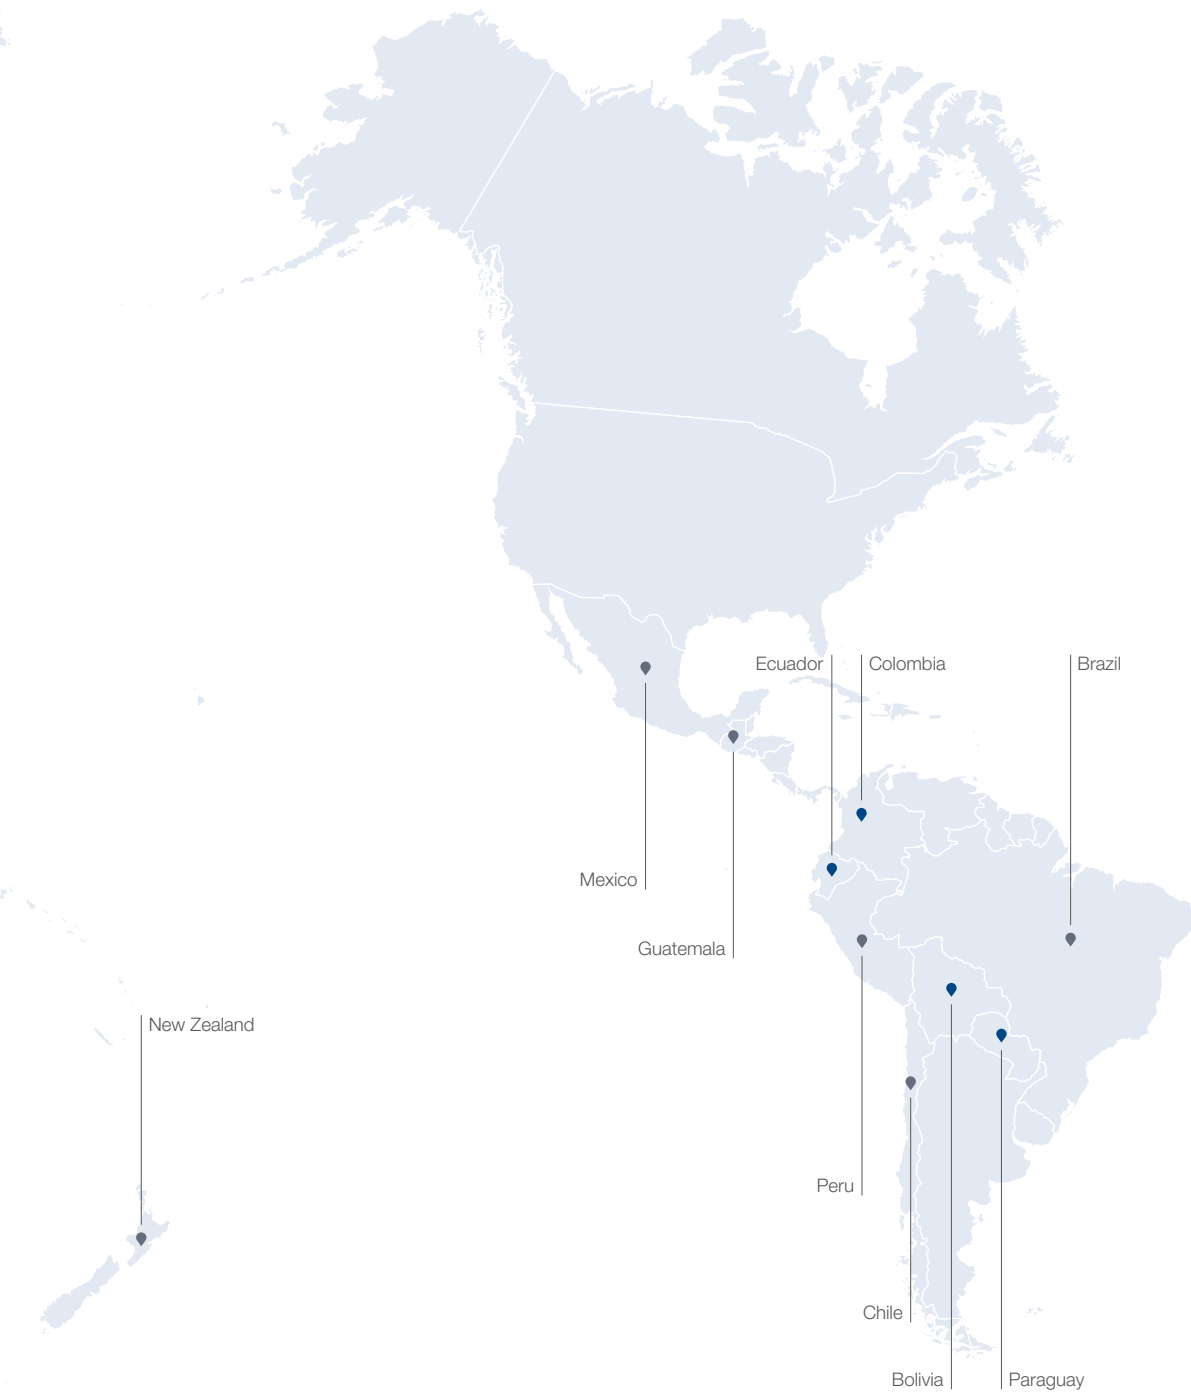 Ecuador
Colombia
Brazil
Mexico
Guatemala
New Zealand
Peru
Chile
Bolivia
Paraguay